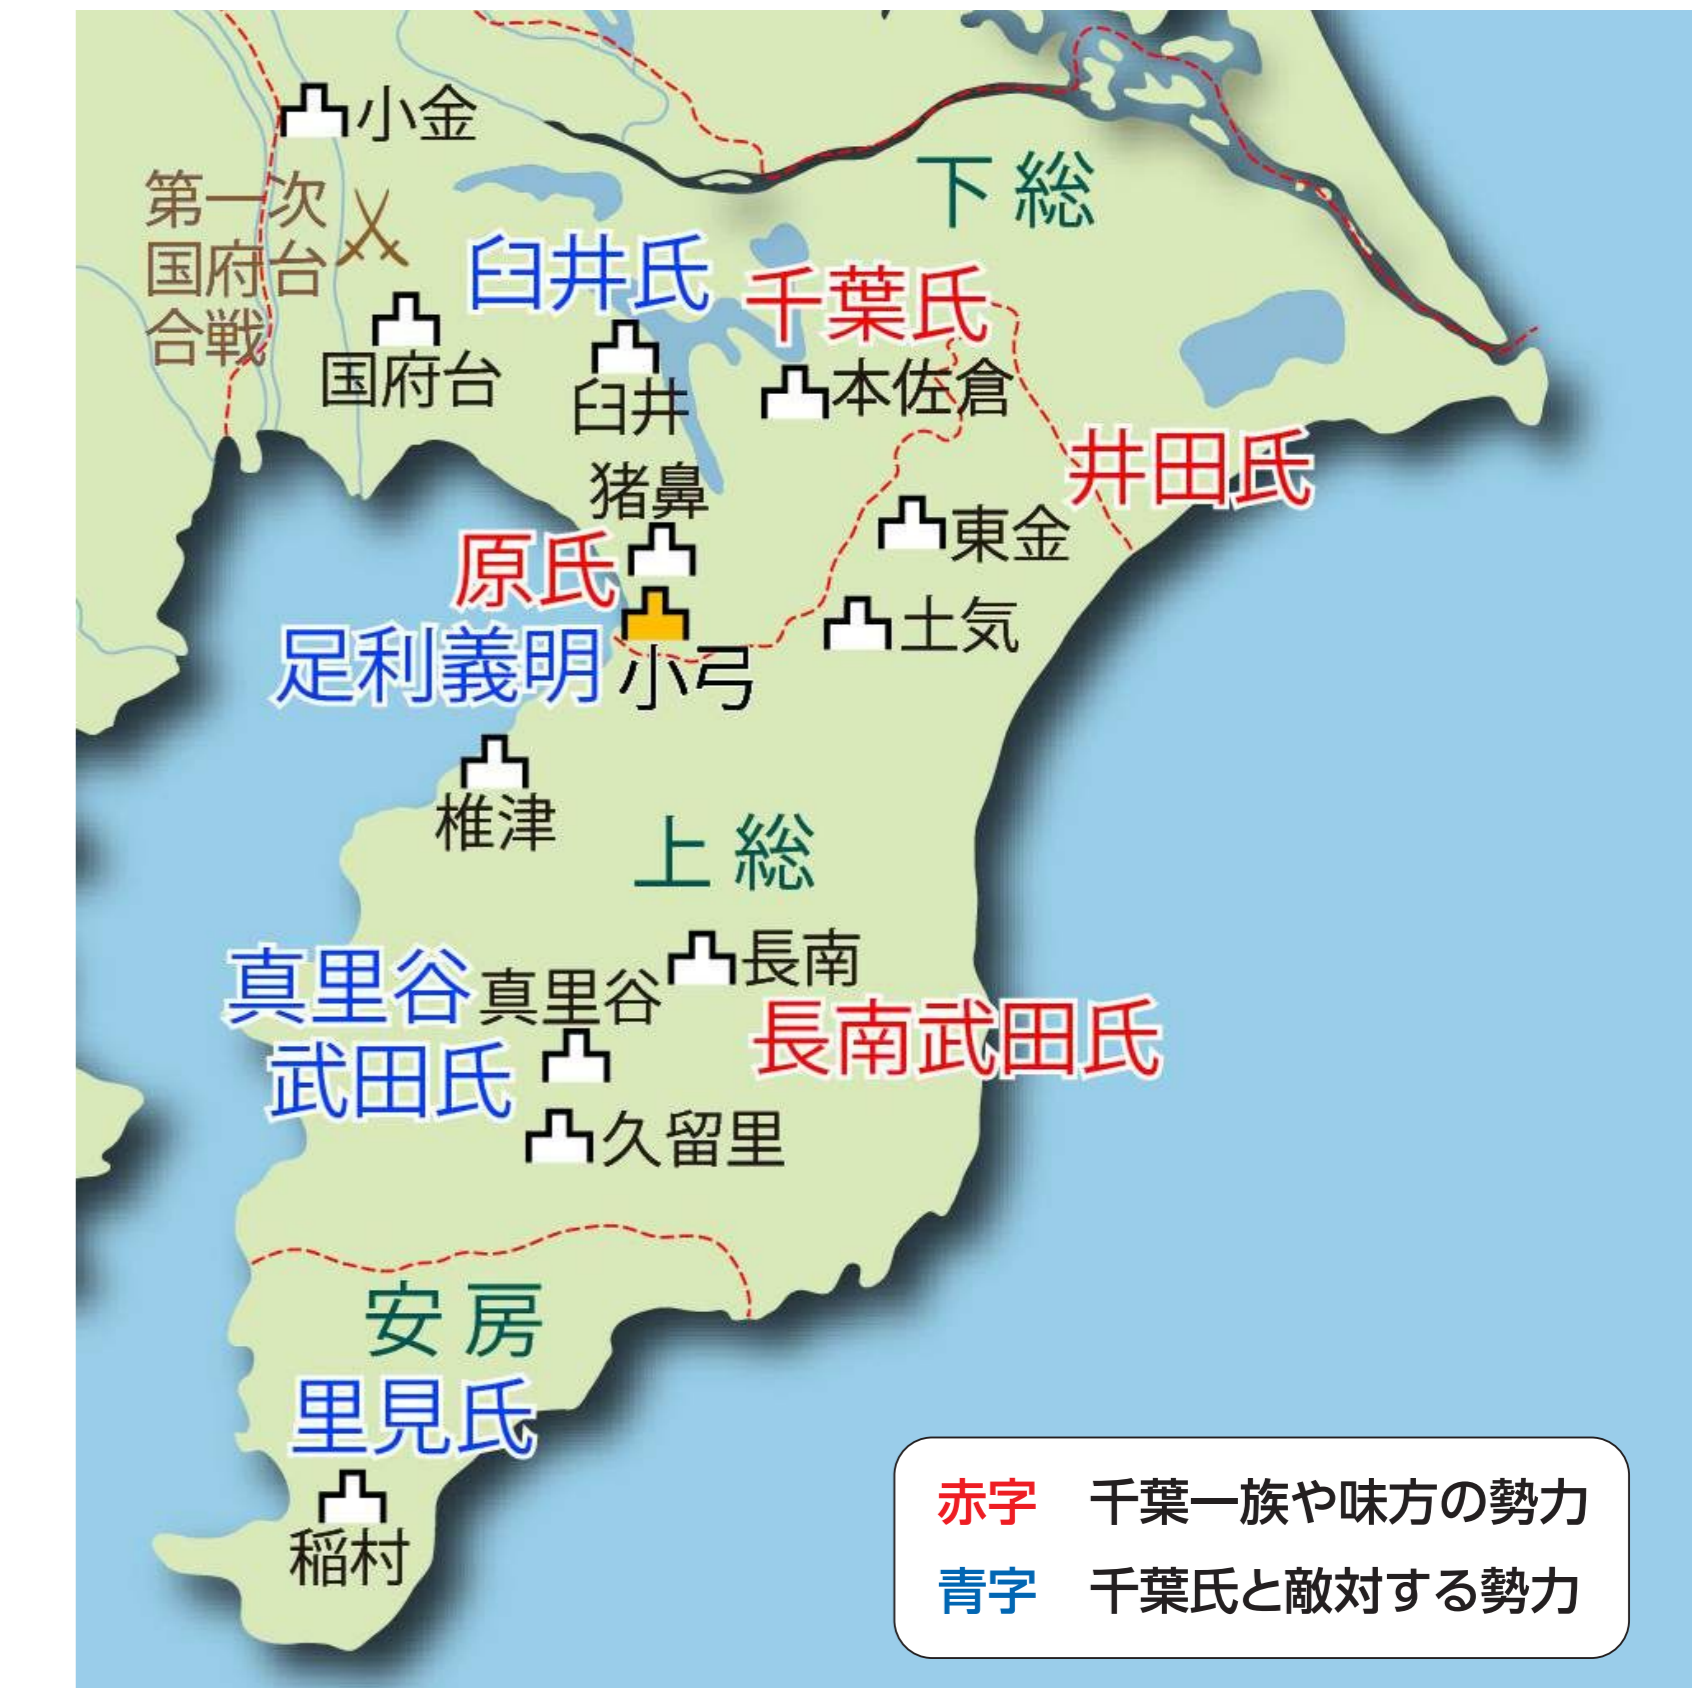 小金
第一次
国府台
合戦
下総
臼井氏
千葉氏
国府台
臼井
本佐倉
井田氏
猪鼻
東金
原氏
土気
足利義明
小弓
椎津
上総
長南
真里谷
武田氏
真里谷
長南武田氏
久留里
安房
里見氏
稲村
赤字 千葉一族や味方の勢力
青字 千葉氏と敵対する勢力